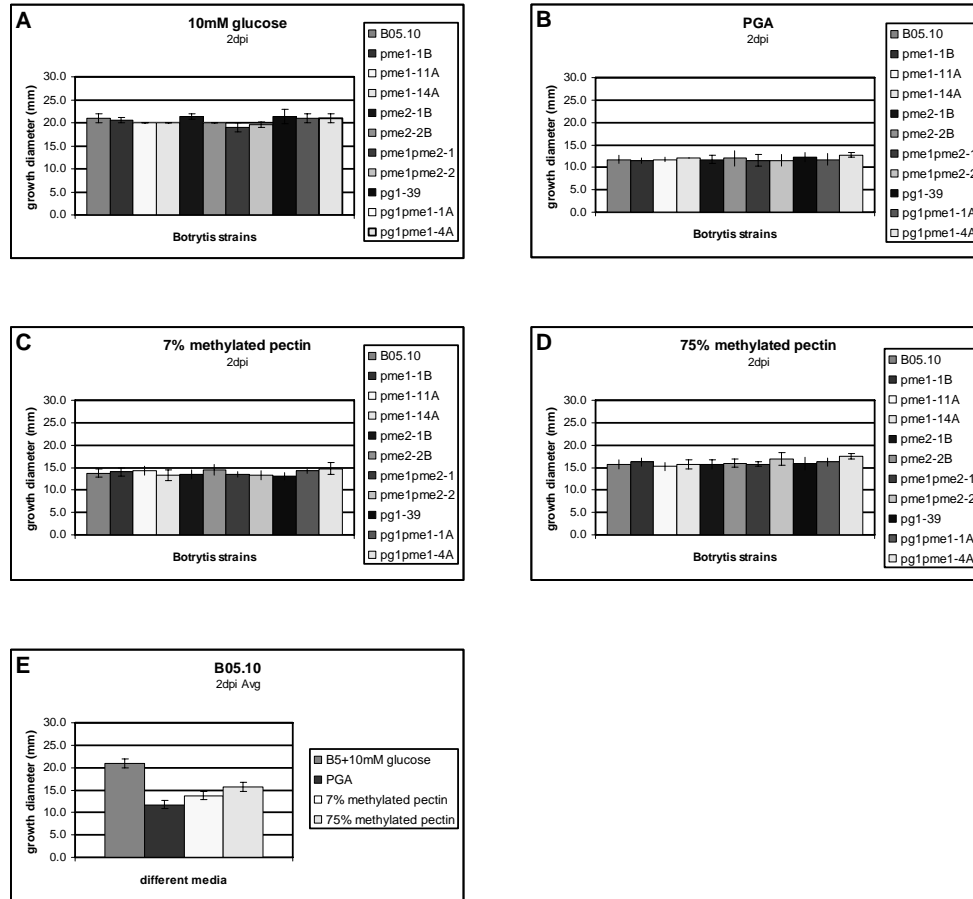 A
10mM glucose
2dpi
growth diameter (mm)
30.0
25.0
20.0
15.0
10.0
5.0
0.0
Botrytis strains
B05.10
pme1-1B
pme1-11A
pme1-14A
pme2-1B
pme2-2B
pme1pme2-1
pme1pme2-2
pg1-39
pg1pme1-1A
pg1pme1-4A
B
PGA
2dpi
growth diameter (mm)
30.0
25.0
20.0
15.0
10.0
5.0
0.0
Botrytis strains
B05.10
pme1-1B
pme1-11A
pme1-14A
pme2-1B
pme2-2B
pme1pme2-1
pme1pme2-2
pg1-39
pg1pme1-1A
pg1pme1-4A
C
7% methylated pectin
2dpi
growth diameter (mm)
30.0
25.0
20.0
15.0
10.0
5.0
0.0
Botrytis strains
B05.10
pme1-1B
pme1-11A
pme1-14A
pme2-1B
pme2-2B
pme1pme2-1
pme1pme2-2
pg1-39
pg1pme1-1A
pg1pme1-4A
D
75% methylated pectin
2dpi
growth diameter (mm)
30.0
25.0
20.0
15.0
10.0
5.0
0.0
Botrytis strains
B05.10
pme1-1B
pme1-11A
pme1-14A
pme2-1B
pme2-2B
pme1pme2-1
pme1pme2-2
pg1-39
pg1pme1-1A
pg1pme1-4A
E
B05.10
2dpi Avg
growth diameter (mm)
30.0
25.0
20.0
15.0
10.0
5.0
0.0
different media
B5+10mM glucose
PGA
7% methylated pectin
75% methylated pectin